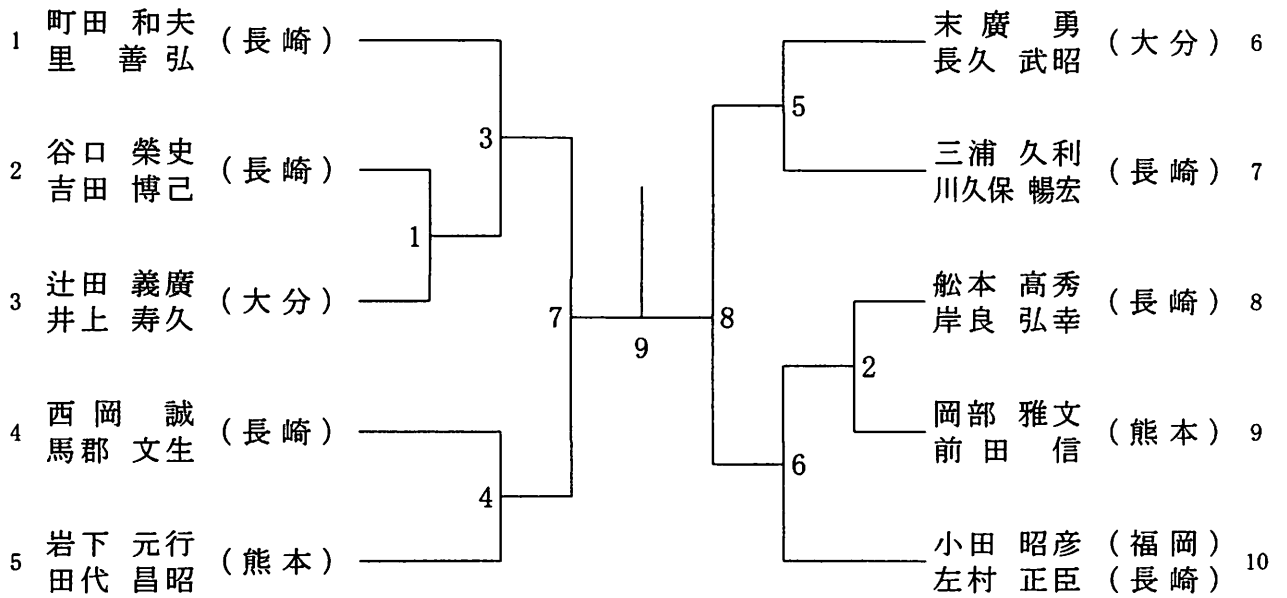 1 町田 和夫 (長崎)
里 善弘
2 谷口 榮史 (長崎)
吉田 博己
3 辻田 義廣 (大分)
井上 寿久
4 西岡 誠 (長崎)
馬郡 文生
5 岩下 元行 (熊本)
田代 昌昭
3
1
7
4
9
末廣 勇 (大分) 6
長久 武昭
三浦 久利 (長崎) 7
川久保 暢宏
舩本 高秀 (長崎) 8
岸良 弘幸
岡部 雅文 (熊本) 9
前田 信
小田 昭彦 (福岡) 10
左村 正臣 (長崎)
5
8
2
6